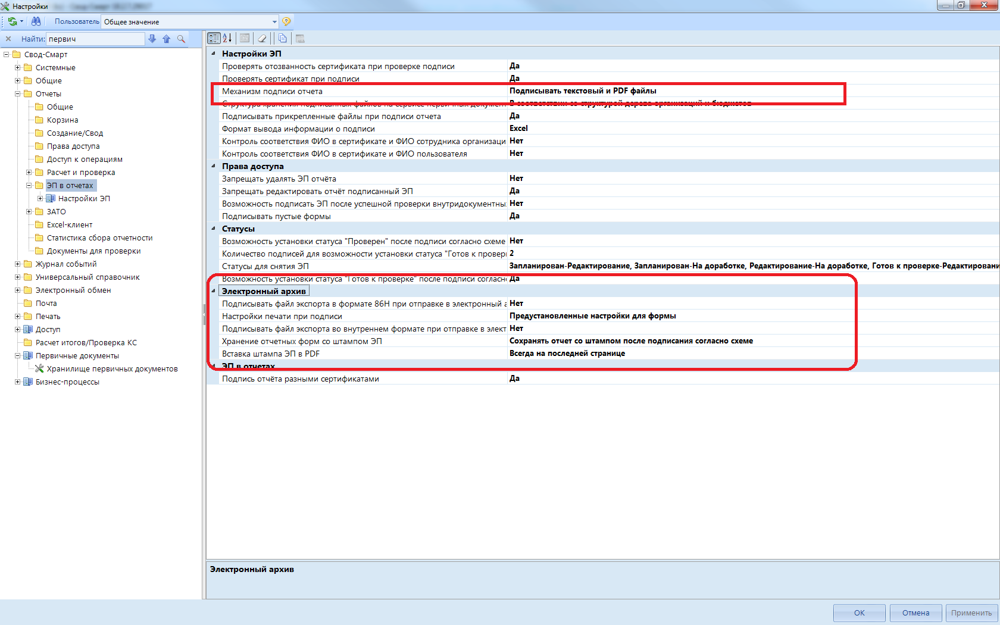 Настройки
Пользователь Общее значение
Найти: первич
Свод-Смарт
Системные
Общие
Отчеты
Общие
Корзина
Создание/Свод
Права доступа
Доступ к операциям
Расчет и проверка
ЭП в отчетах
Настройки ЭП
ЗАТО
Excel-клиент
Статистика сбора отчетности
Документы для проверки
Журнал событий
Универсальный справочник
Электронный обмен
Почта
Печать
Доступ
Расчет итогов/Проверка КС
Первичные документы
Хранилище первичных документов
Бизнес-процессы
Настройки ЭП
Проверять отозванность сертификата при проверке подписи Да
Проверять сертификат при подписи Да
Механизм подписи отчета Подписывать текстовый и PDF файлы
Структура хранения подписанных файлов на сервисе первичных докумен В соответствии со структурой дерева организаций и бюджетов
Подписывать прикрепленные файлы при подписи отчета Да
Формат вывода информации о подписи Excel
Контроль соответствия ФИО в сертификате и ФИО сотрудника организаци Нет
Контроль соответствия ФИО в сертификате и ФИО пользователя Нет
Права доступа
Запрещать удалять ЭП отчёта Нет
Запрещать редактировать отчёт подписанный ЭП Да
Возможность подписать ЭП после успешной проверки внутридокументны Нет
Подписывать пустые формы Да
Статусы
Возможность установки статуса "Проверен" после подписи согласно схеме Нет
Количество подписей для возможности установки статуса "Готов к провер 2
Статусы для снятия ЭП Запланирован-Редактирование, Запланирован-На доработке, Редактирование-На доработке, Готов к проверке-Редактировани
Возможность установки статуса "Готов к проверке" после подписи согласн Да
Электронный архив
Подписывать файл экспорта в формате 86Н при отправке в электронный а Нет
Настройки печати при подписи Предустановленные настройки для формы
Подписывать файл экспорта во внутреннем формате при отправке в элект Нет
Хранение отчетных форм со штампом ЭП Сохранять отчет со штампом после подписания согласно схеме
Вставка штампа ЭП в PDF Всегда на последней странице
ЭП в отчетах
Подпись отчёта разными сертификатами Да
Электронный архив
ОК Отмена Применить